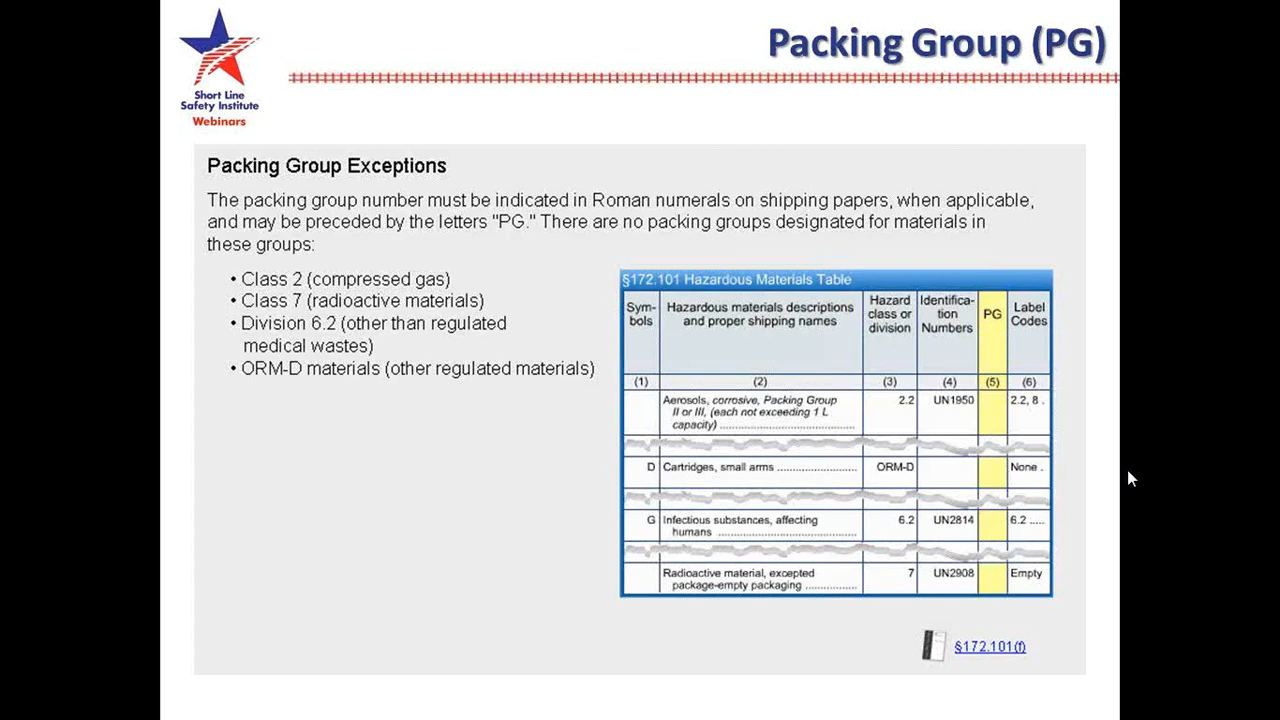 Packing Group (PG)
Short Line
Safety Institute
Webinars
Packing Group Exceptions
The packing group number must be indicated in Roman numerals on shipping papers, when applicable,
and may be preceded by the letters "PG." There are no packing groups designated for materials in
these groups:
• Class 2 (compressed gas)
• Class 7 (radioactive materials)
• Division 6.2 (other than regulated
medical wastes)
• ORM-D materials (other regulated materials)
§172.101 Hazardous Materials Table
Sym-
bols
Hazardous materials descriptions
and proper shipping names
Hazard
class or
division
Identifica-
tion
Numbers
PG
Label
Codes
(1) (2) (3) (4) (5) (6)
Aerosols, corrosive, Packing Group 2.2 UN1950 2.2, 8 .
II or III, (each not exceeding 1 L
capacity) ..............................
D Cartridges, small arms .................... ORM-D None .
G Infectious substances, affecting 6.2 UN2814 6.2 .....
humans ..............................
Radioactive material, excepted 7 UN2908 Empty
package-empty packaging ............
§172.101(f)